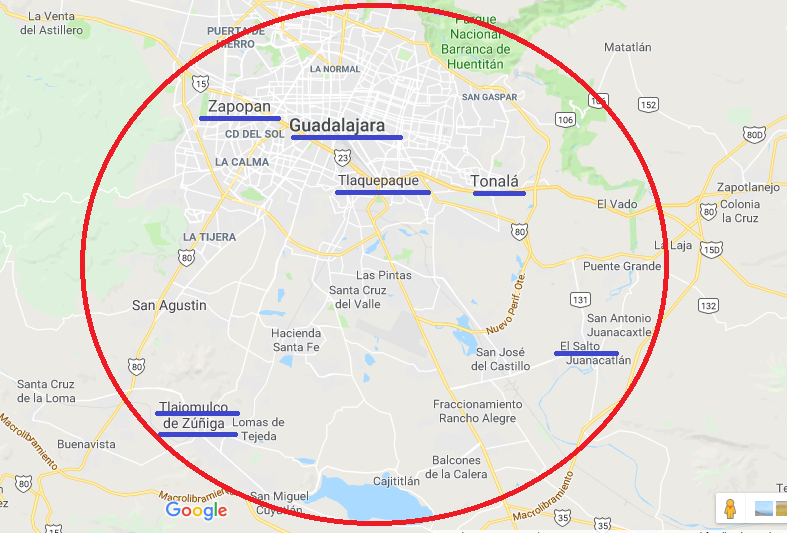 La Venta
del Astillero
PUERTA DE
HIERRO
Parque
Nacional
Barranca de
Huentitán
Matatlán
LA NORMAL
15
SAN GASPAR
106
152
Zapopan
106
Guadalajara
CD DEL SOL
80D
LA CALMA
23
Tlaquepaque
Tonalá
Zapotlanejo
El Vado
80
Colonia
la Cruz
LA TIJERA
80
La Laja
15D
80
Las Pintas
Puente Grande
Santa Cruz
del Valle
San Agustin
Nuevo Perif. Ote.
131
132
San Antonio
Juanacaxtle
Hacienda
Santa Fe
El Salto
Juanacatlán
San José
del Castillo
80
Santa Cruz
de la Loma
Tlajomulco
de Zúñiga
Fraccionamiento
Rancho Alegre
Lomas de
Tejeda
Macrolibramiento
Buenavista
Balcones
de la Calera
80
Cajititlán
San Miguel
Cuyutlán
Google
Macrolibramiento
35
35